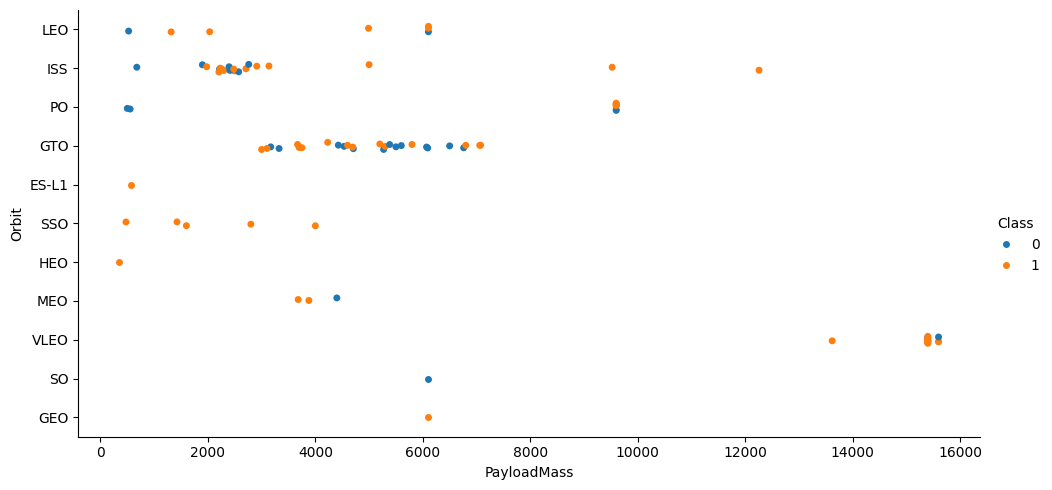 Orbit
LEO
ISS
PO
GTO
ES-L1
SSO
HEO
MEO
VLEO
SO
GEO
0 2000 4000 6000 8000 10000 12000 14000 16000
PayloadMass
Class
0
1